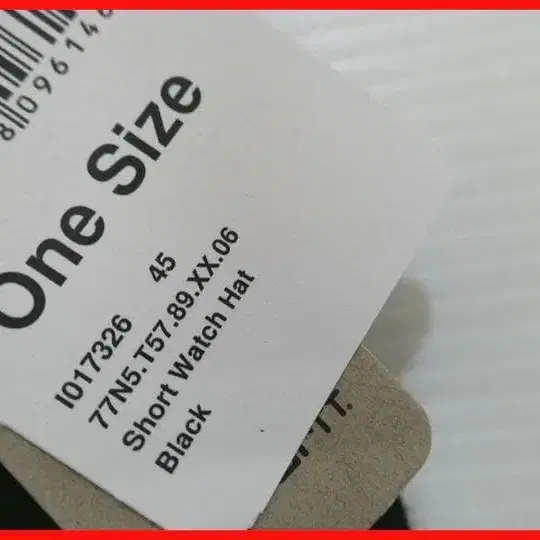 One Size
I017326 45
77N5.T57.89.XX.06
Short Watch Hat
Black